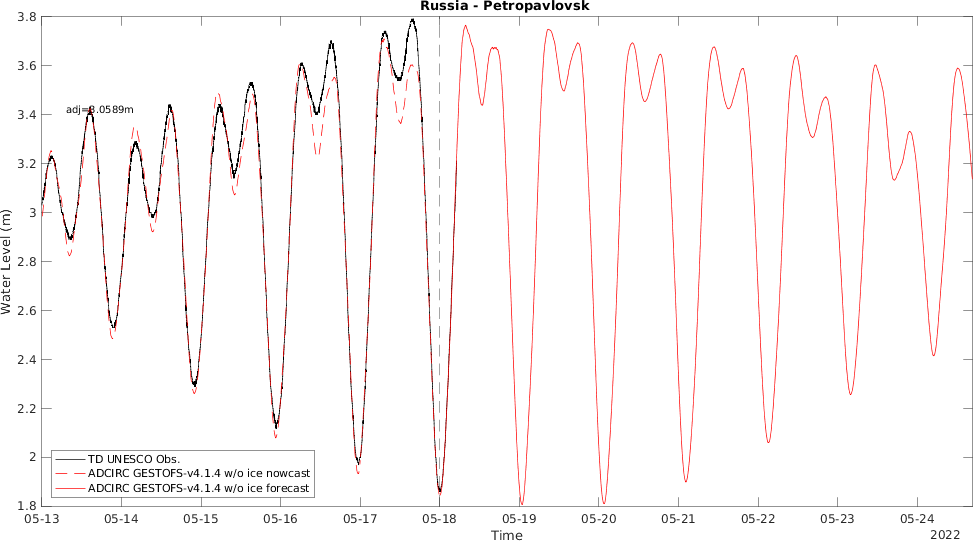 Russia - Petropavlovsk
Water Level (m)
3.8
3.6
3.4
3.2
3
2.8
2.6
2.4
2.2
2
1.8
adj=3.0589m
TD UNESCO Obs.
ADCIRC GESTOFS-v4.1.4 w/o ice nowcast
ADCIRC GESTOFS-v4.1.4 w/o ice forecast
05-13 05-14 05-15 05-16 05-17 05-18 05-19 05-20 05-21 05-22 05-23 05-24
2022
Time